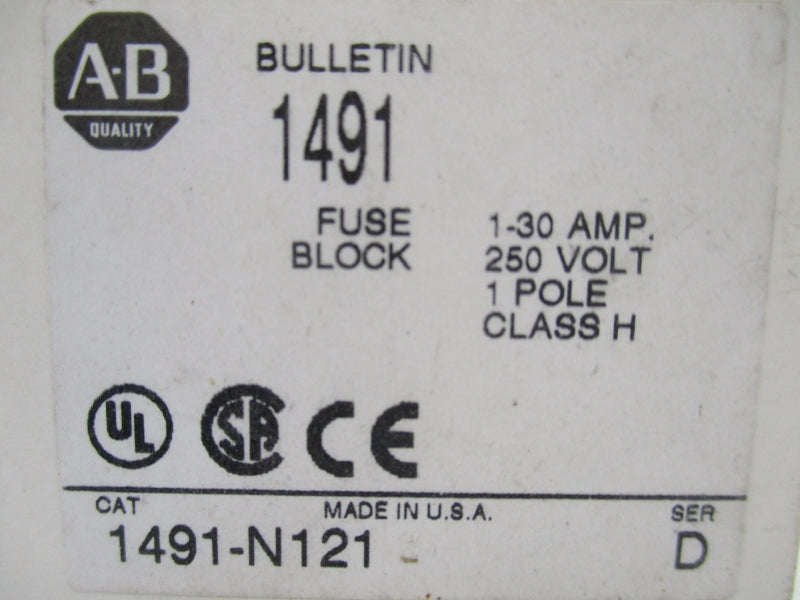 A-B
QUALITY
BULLETIN
1491
FUSE
BLOCK
1-30 AMP.
250 VOLT
1 POLE
CLASS H
UL
SA
CE
CAT
MADE IN U.S.A.
SER
1491-N121
D